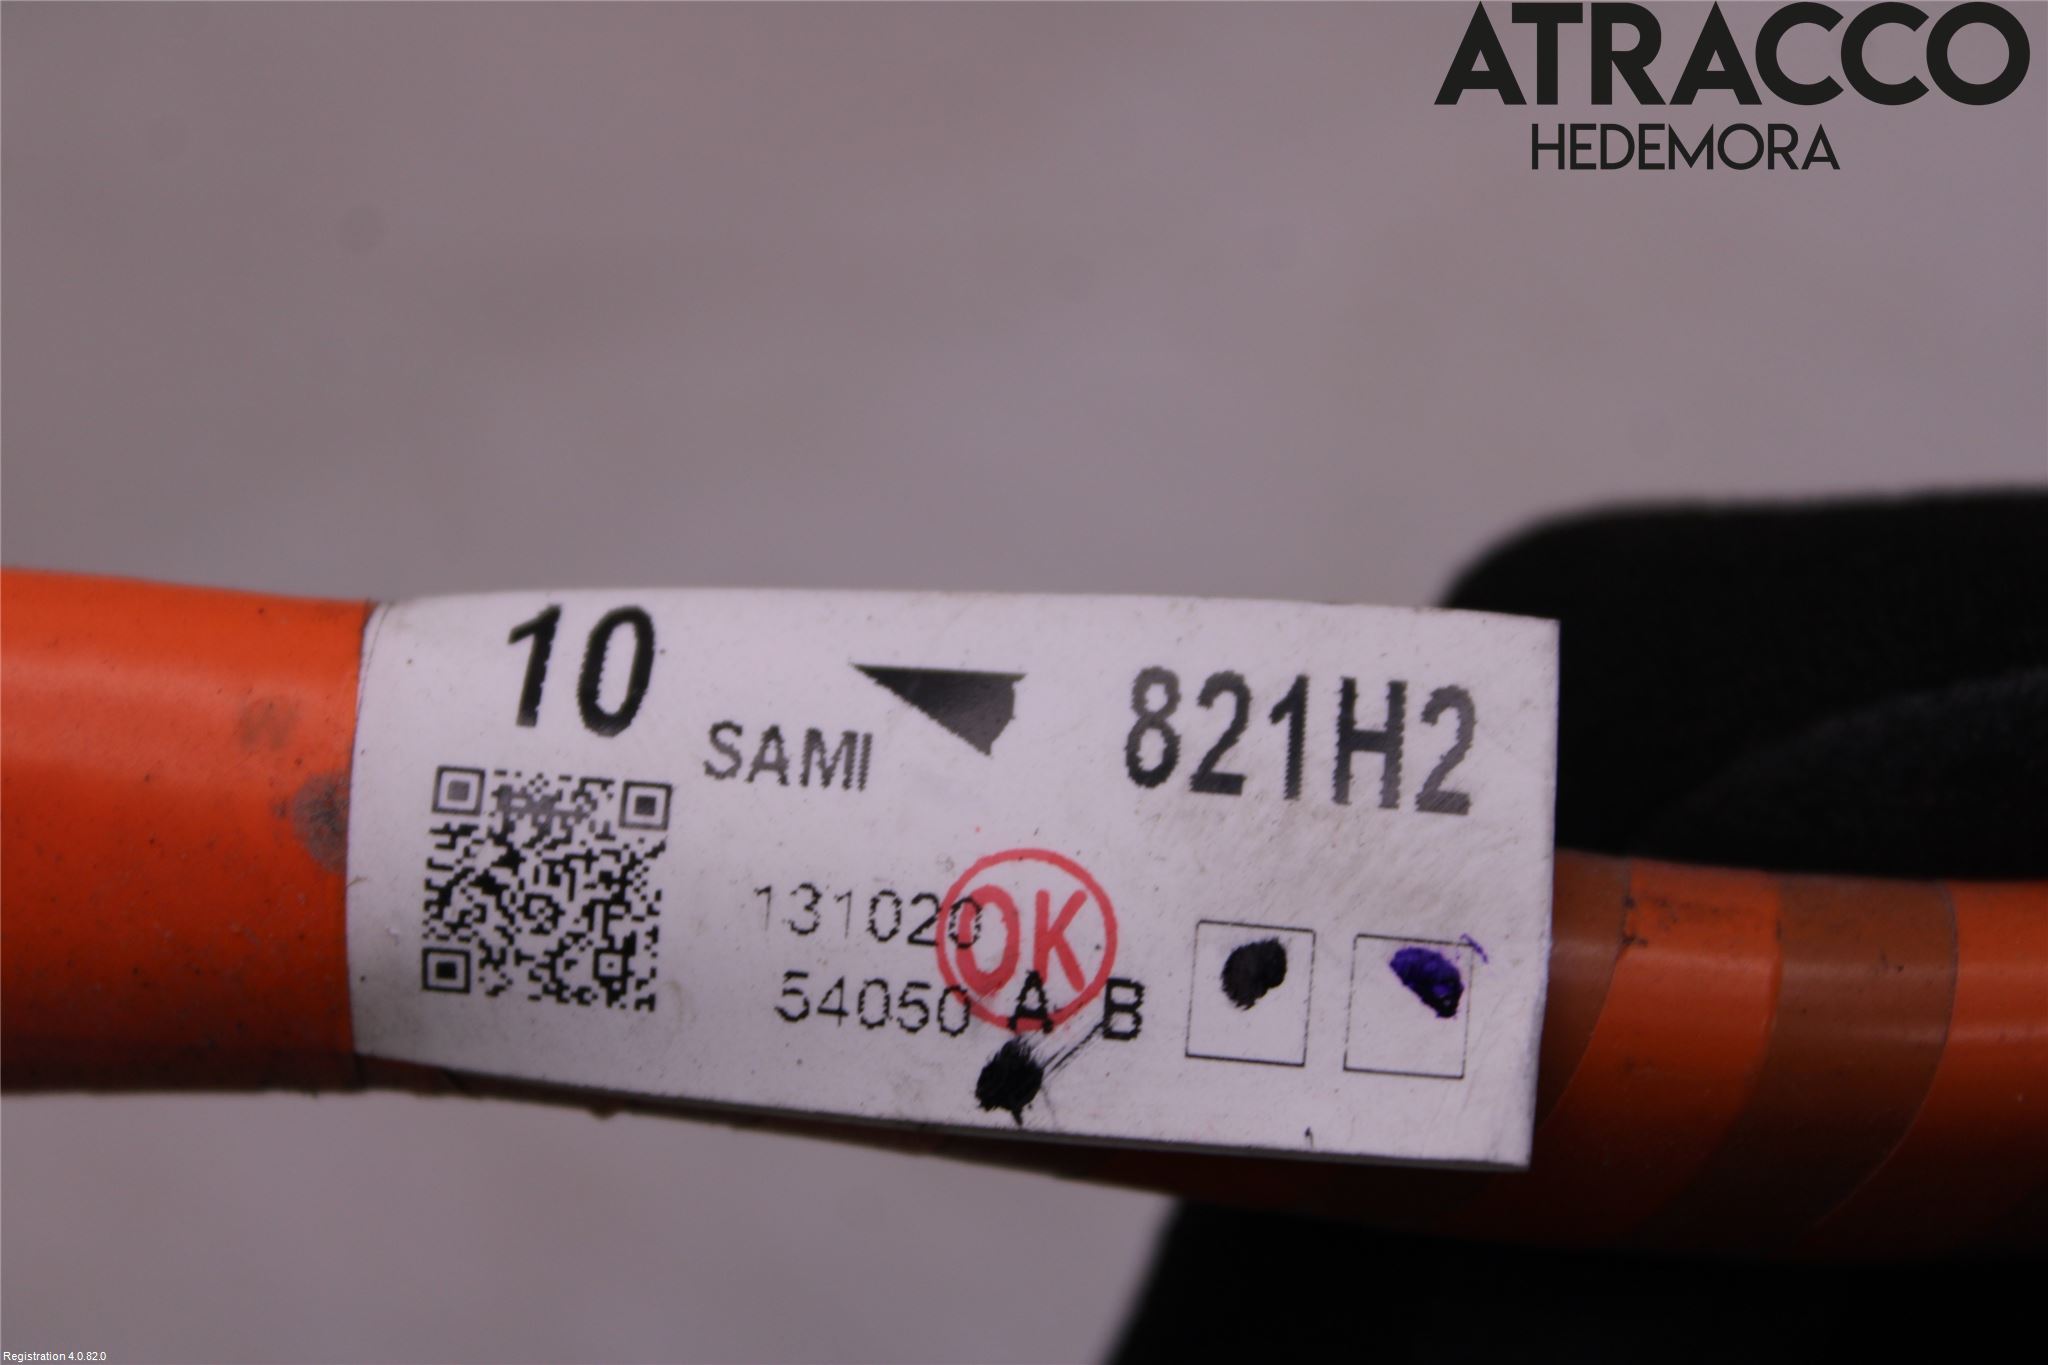 ATRACCO
HEDEMORA
10
SAMI
821H2
131020
OK
54050 A B
Registration 4.0.82.0